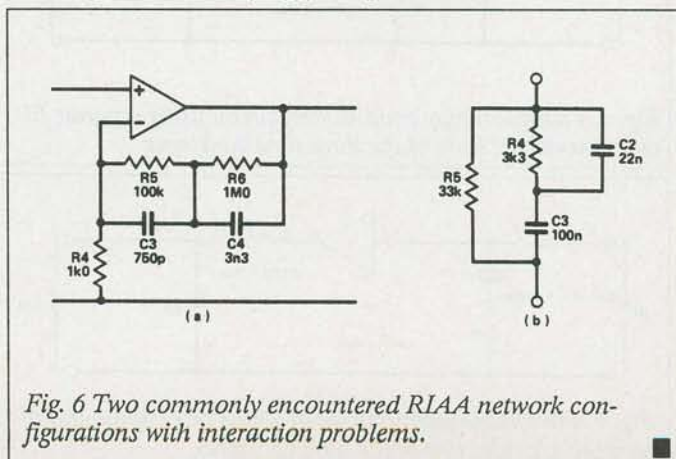 +
−
R5
100k
R6
1M0
C3
750p
C4
3n3
R4
1k0
(a)
R4
3k3
C2
22n
R5
33k
C3
100n
(b)
Fig. 6 Two commonly encountered RIAA network con-
figurations with interaction problems.